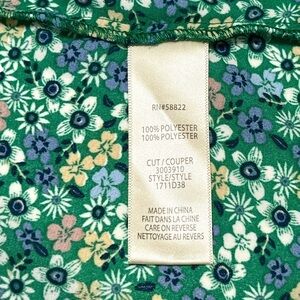 RN#58822
100% POLYESTER
100% POLYESTER
CUT / COUPER
3003910
STYLE/STYLE
1711D38
MADE IN CHINA
FAIT DANS LA CHINE
CARE ON REVERSE
NETTOYAGE AU REVERS